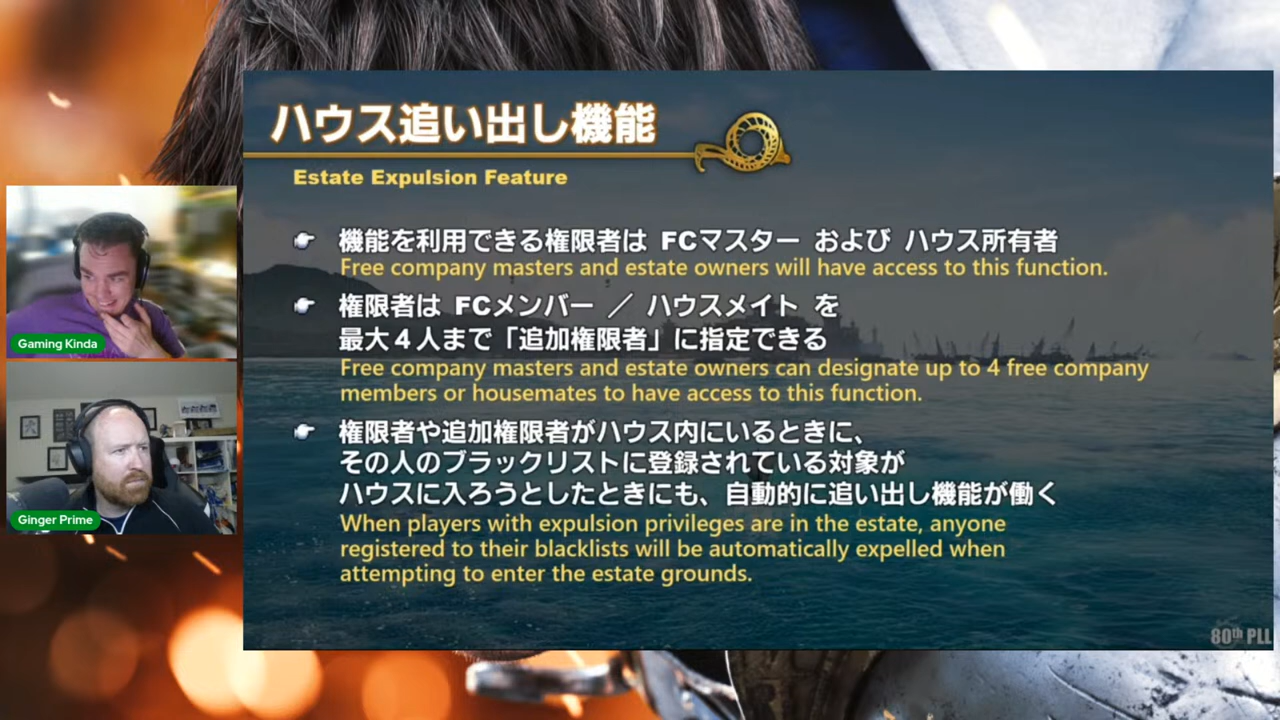 ハウス追い出し機能
Estate Expulsion Feature
機能を利用できる権限者は FCマスター および ハウス所有者
Free company masters and estate owners will have access to this function.
権限者は FCメンバー ／ ハウスメイト を
最大４人まで「追加権限者」に指定できる
Free company masters and estate owners can designate up to 4 free company
members or housemates to have access to this function.
権限者や追加権限者がハウス内にいるときに、
その人のブラックリストに登録されている対象が
ハウスに入ろうとしたときにも、自動的に追い出し機能が働く
When players with expulsion privileges are in the estate, anyone
registered to their blacklists will be automatically expelled when
attempting to enter the estate grounds.
80th PLL
Gaming Kinda
Ginger Prime